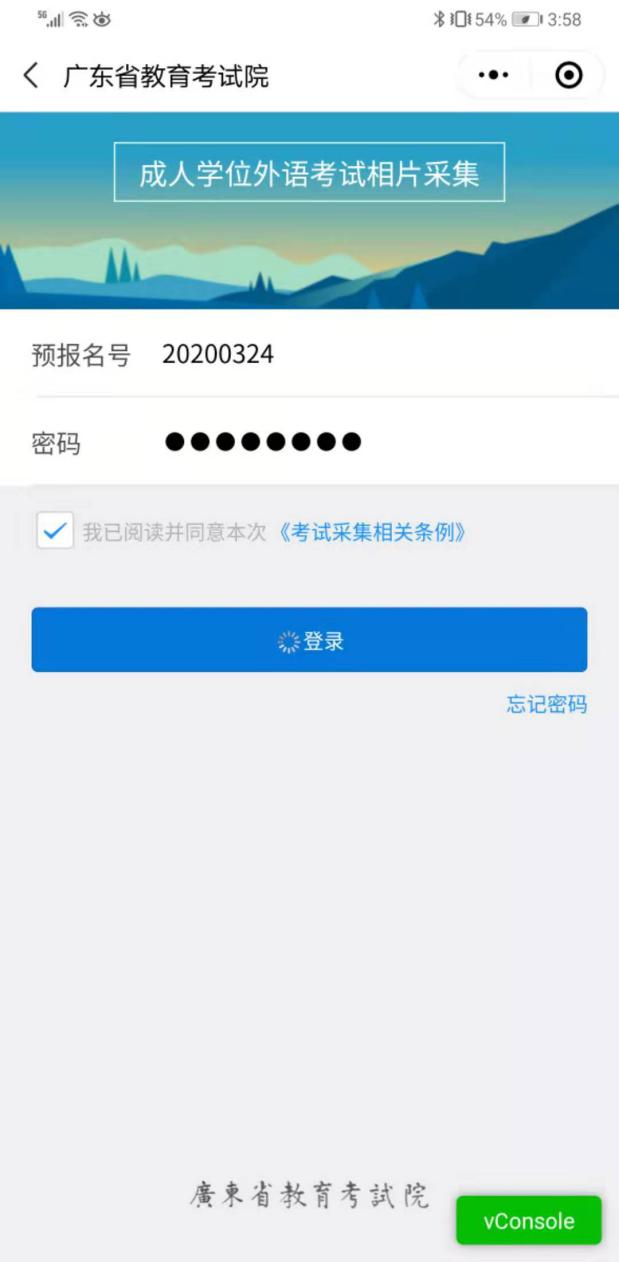 5G 54% 3:58
广东省教育考试院
成人学位外语考试相片采集
预报名号 20200324
密码 ●●●●●●●●
我已阅读并同意本次《考试采集相关条例》
登录
忘记密码
廣東省教育考試院
vConsole